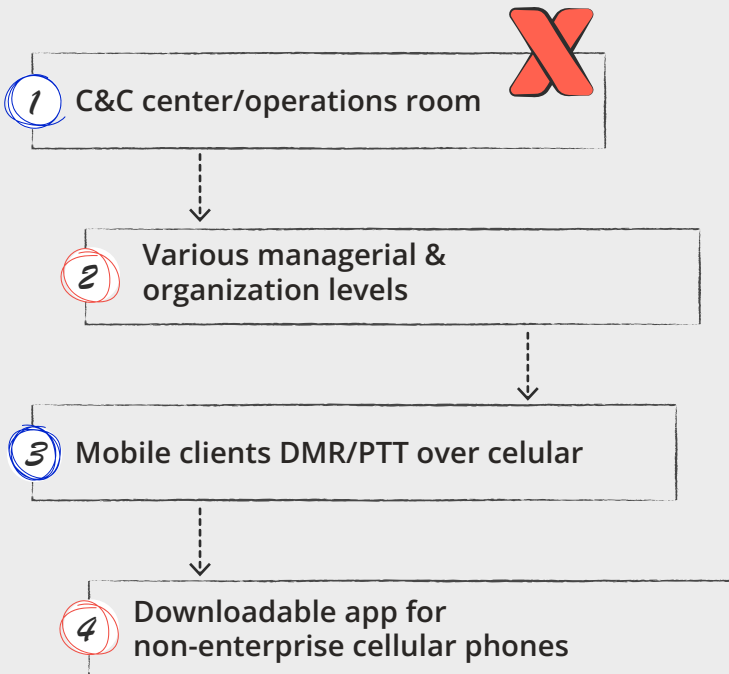 1 C&C center/operations room
2 Various managerial &
organization levels
3 Mobile clients DMR/PTT over celular
4 Downloadable app for
non-enterprise cellular phones